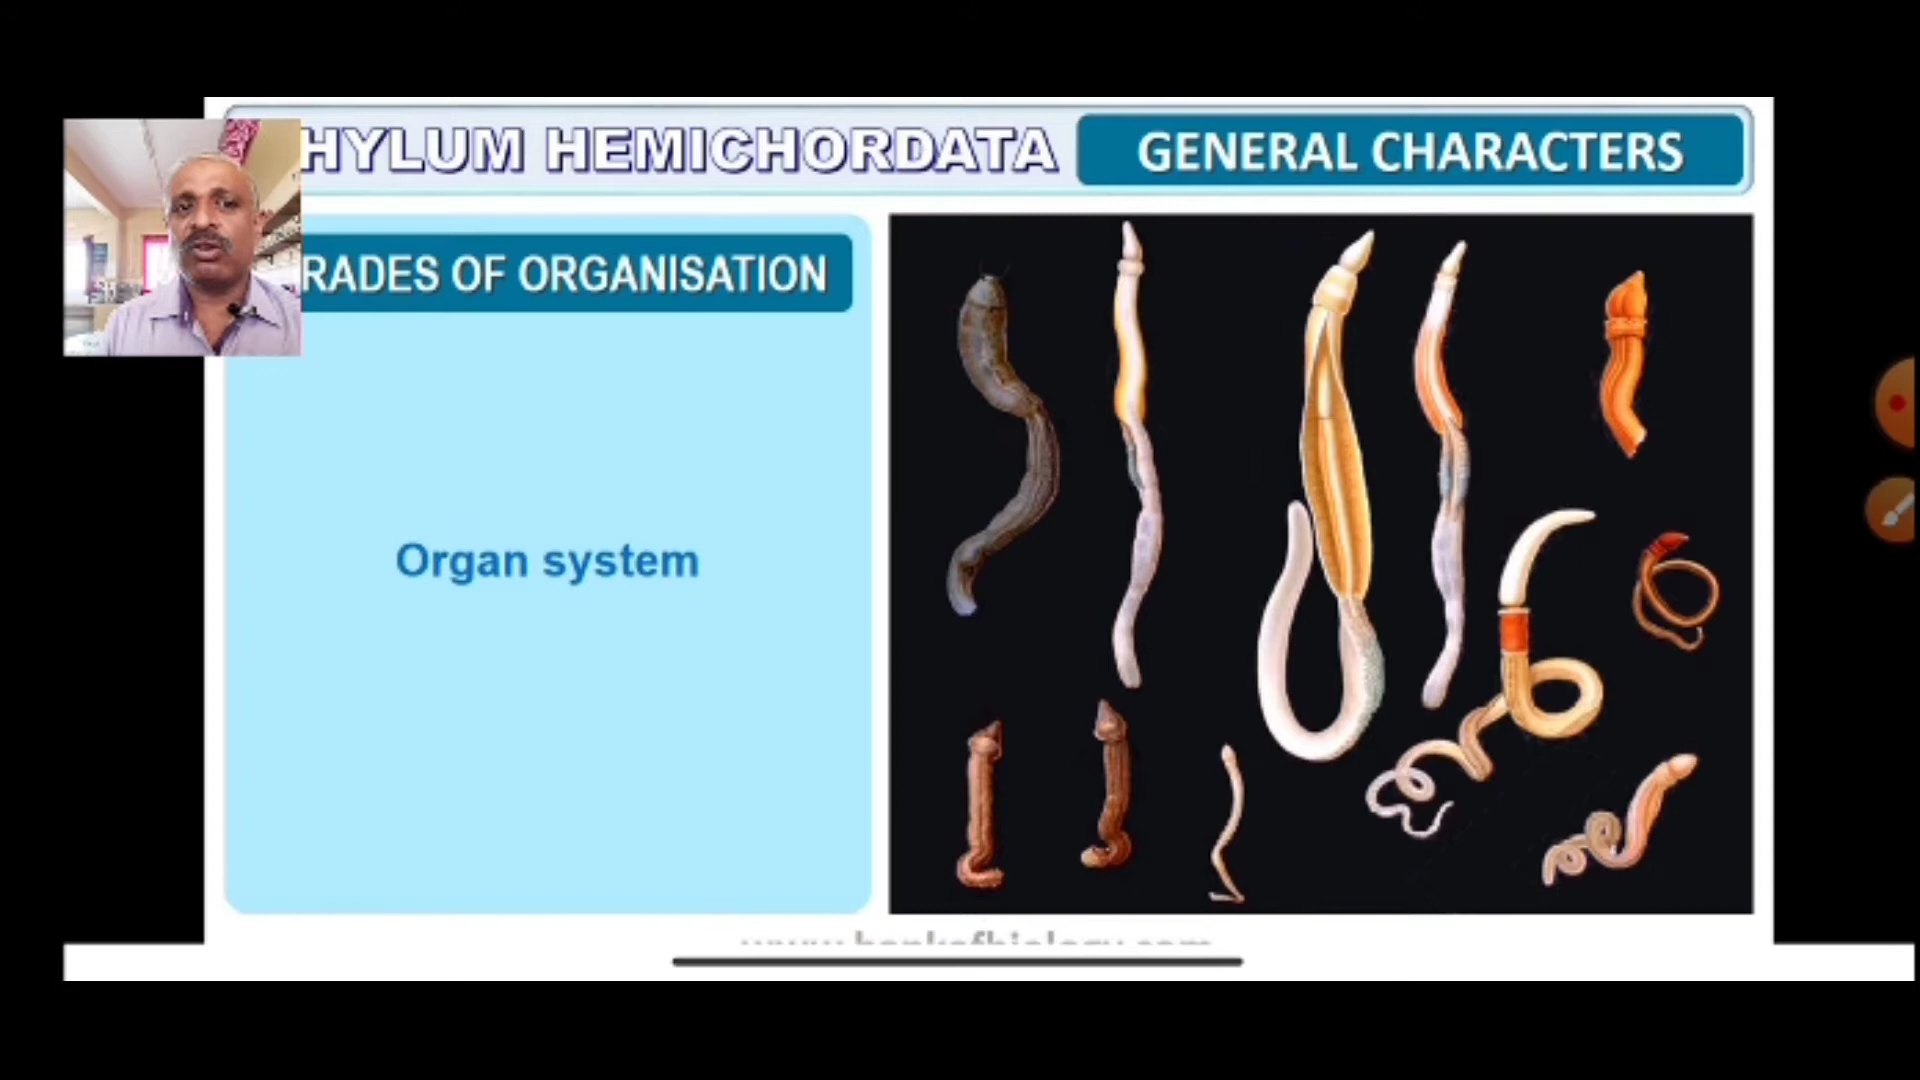 HYLUM HEMICHORDATA
GENERAL CHARACTERS
RADES OF ORGANISATION
Organ system